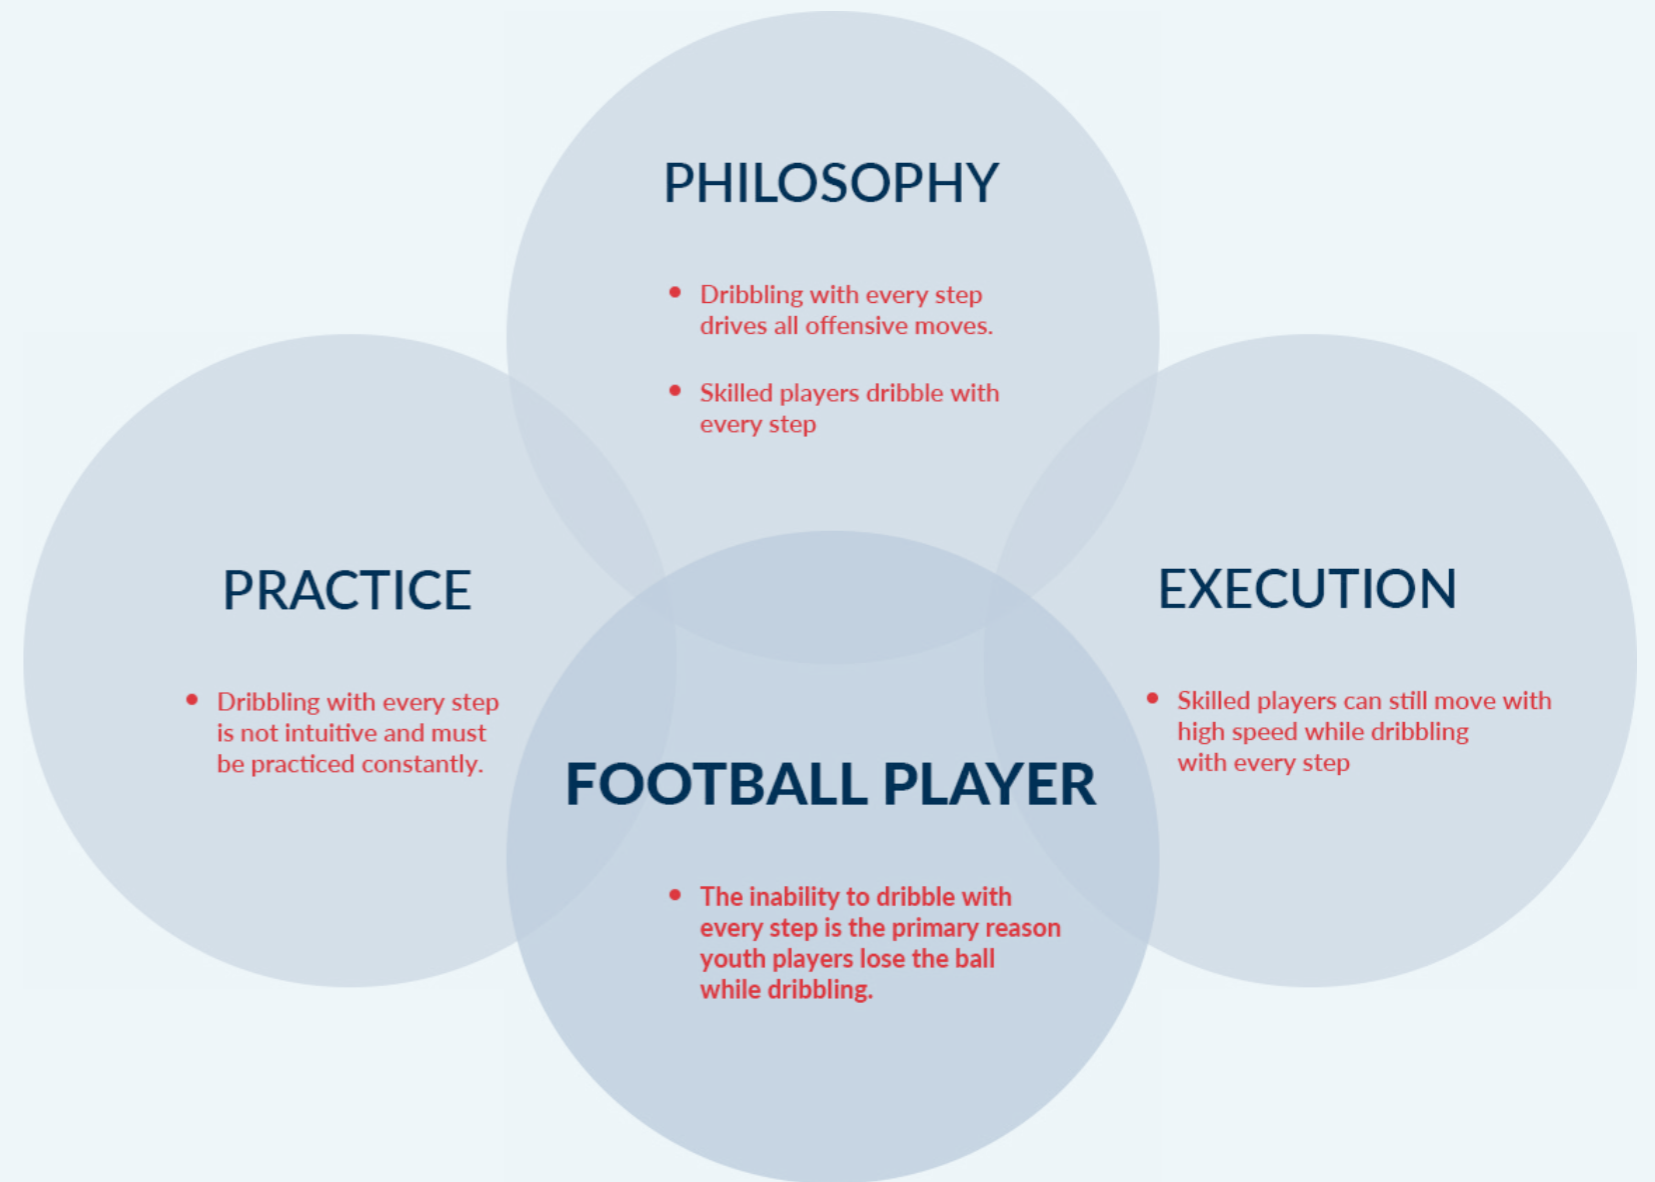 PHILOSOPHY
• Dribbling with every step
drives all offensive moves.
• Skilled players dribble with
every step
PRACTICE
• Dribbling with every step
is not intuitive and must
be practiced constantly.
EXECUTION
• Skilled players can still move with
high speed while dribbling
with every step
FOOTBALL PLAYER
• The inability to dribble with
every step is the primary reason
youth players lose the ball
while dribbling.